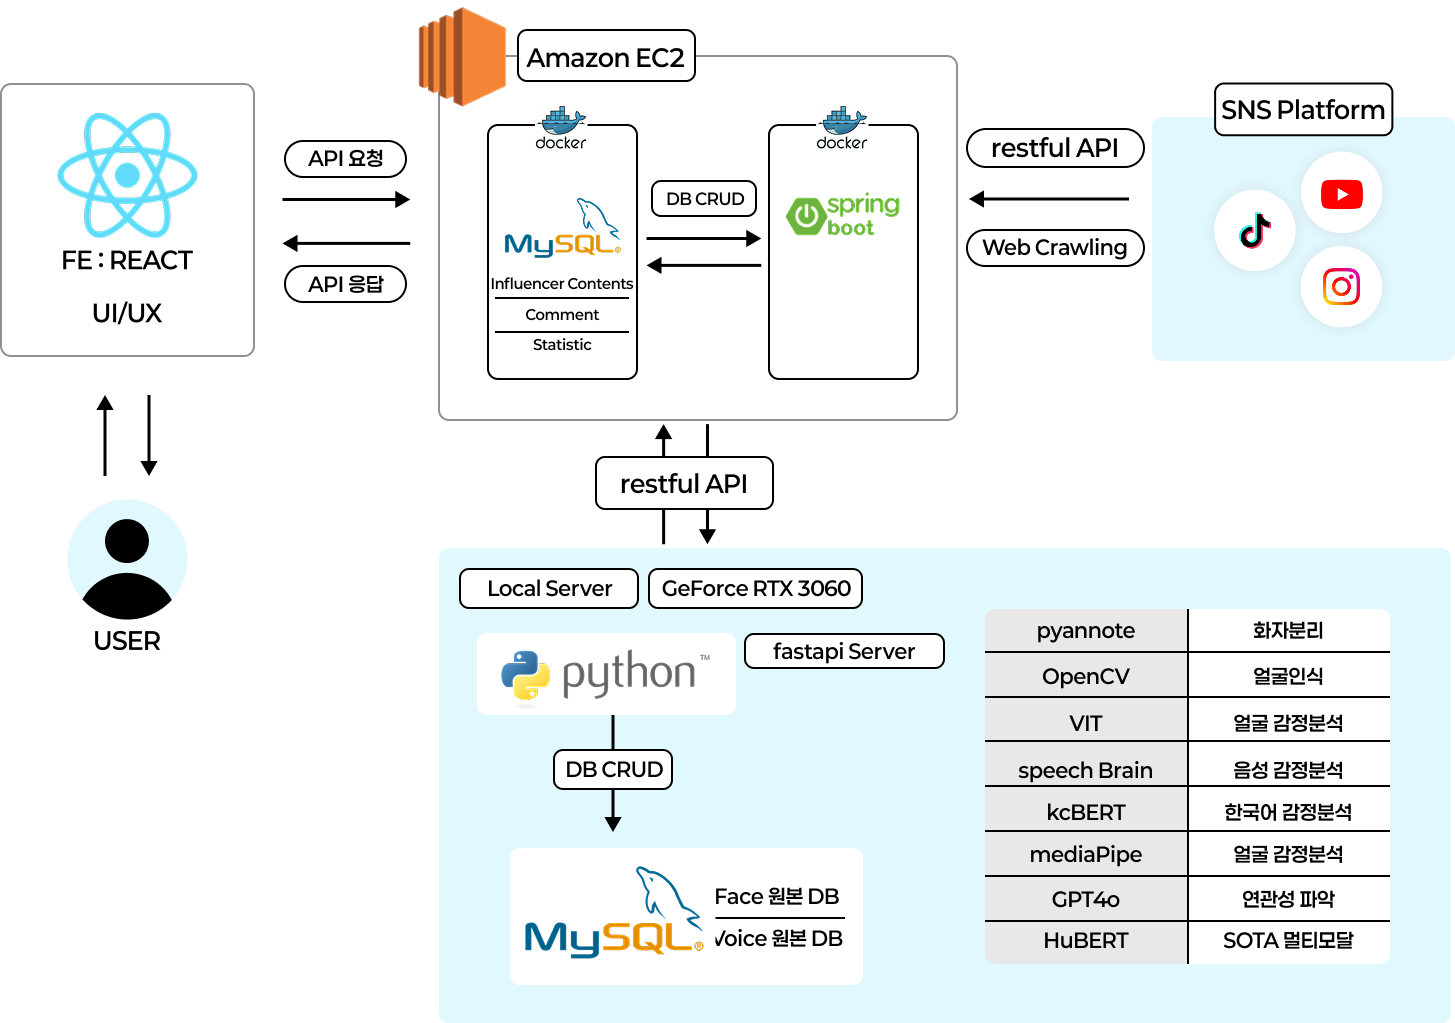 Amazon EC2
SNS Platform
docker
docker
API 요청
restful API
DB CRUD
spring
boot
MySQL®
Web Crawling
FE : REACT
API 응답
Influencer Contents
UI/UX
Comment
Statistic
restful API
Local Server
GeForce RTX 3060
USER
python™
fastapi Server
DB CRUD
MySQL®
Face 원본 DB
Voice 원본 DB
pyannote 화자분리
OpenCV 얼굴인식
VIT 얼굴 감정분석
speech Brain 음성 감정분석
kcBERT 한국어 감정분석
mediaPipe 얼굴 감정분석
GPT4o 연관성 파악
HuBERT SOTA 멀티모달